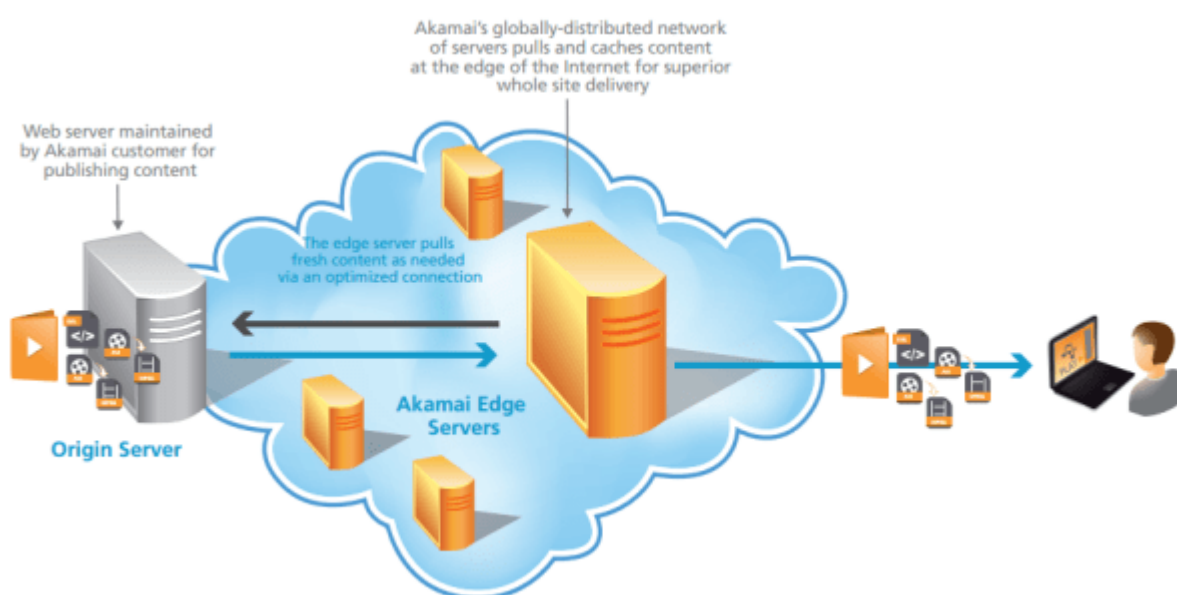 Akamai's globally-distributed network
of servers pulls and caches content
at the edge of the Internet for superior
whole site delivery
Web server maintained
by Akamai customer for
publishing content
The edge server pulls
fresh content as needed
via an optimized connection
Akamai Edge
Servers
Origin Server